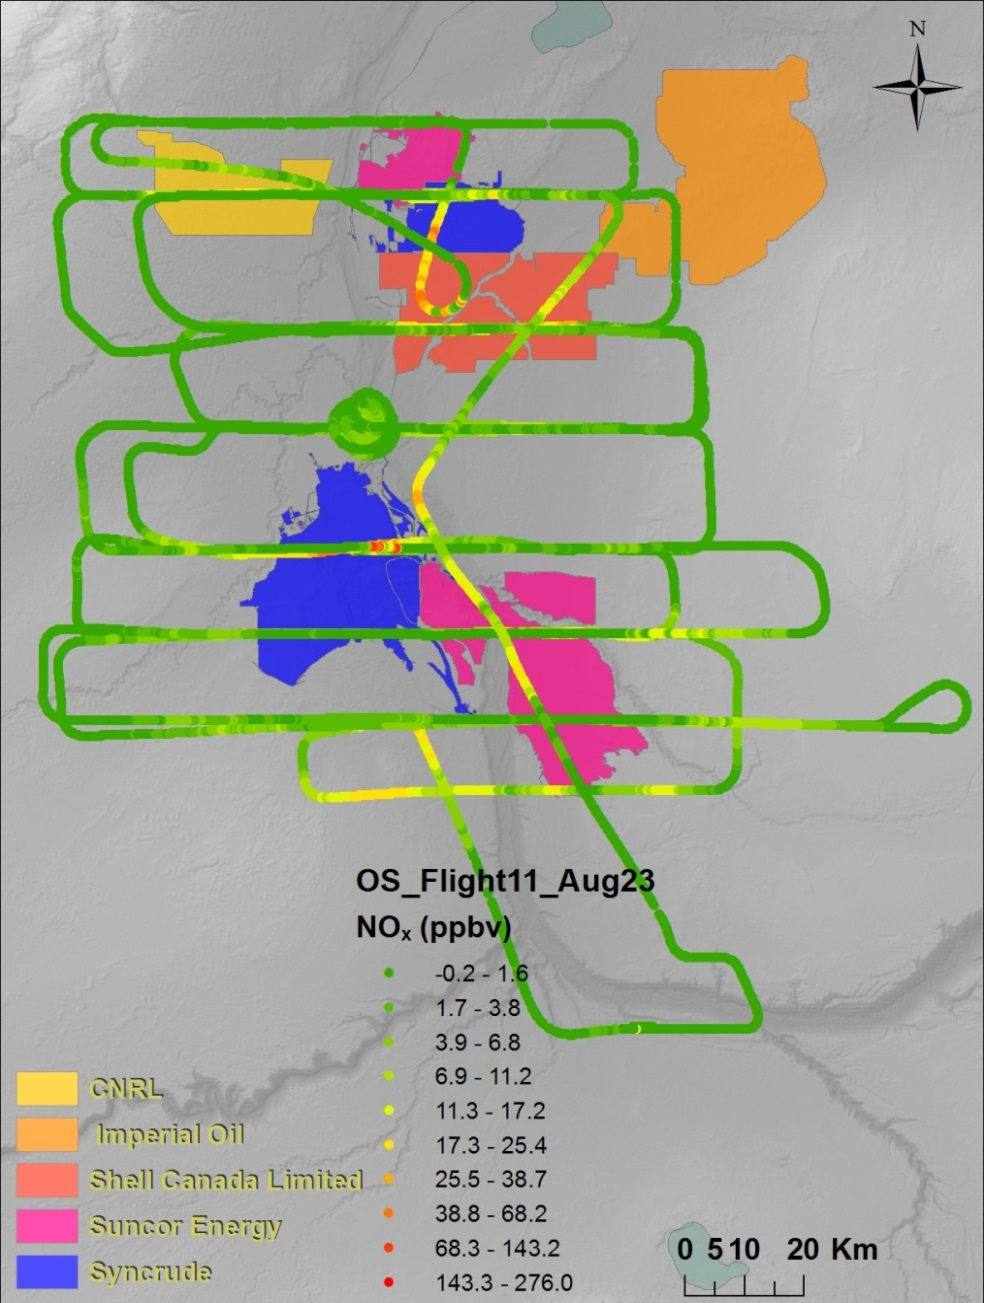 N
OS_Flight11_Aug23
NOx (ppbv)
-0.2 - 1.6
1.7 - 3.8
3.9 - 6.8
6.9 - 11.2
11.3 - 17.2
17.3 - 25.4
25.5 - 38.7
38.8 - 68.2
68.3 - 143.2
143.3 - 276.0
CNRL
Imperial Oil
Shell Canada Limited
Suncor Energy
Syncrude
0 5 10 20 Km